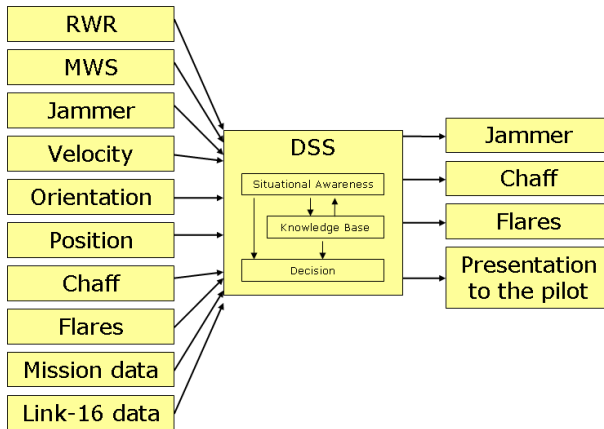 RWR
MWS
Jammer
Velocity
Orientation
Position
Chaff
Flares
Mission data
Link-16 data
DSS
Situational Awareness
Knowledge Base
Decision
Jammer
Chaff
Flares
Presentation
to the pilot